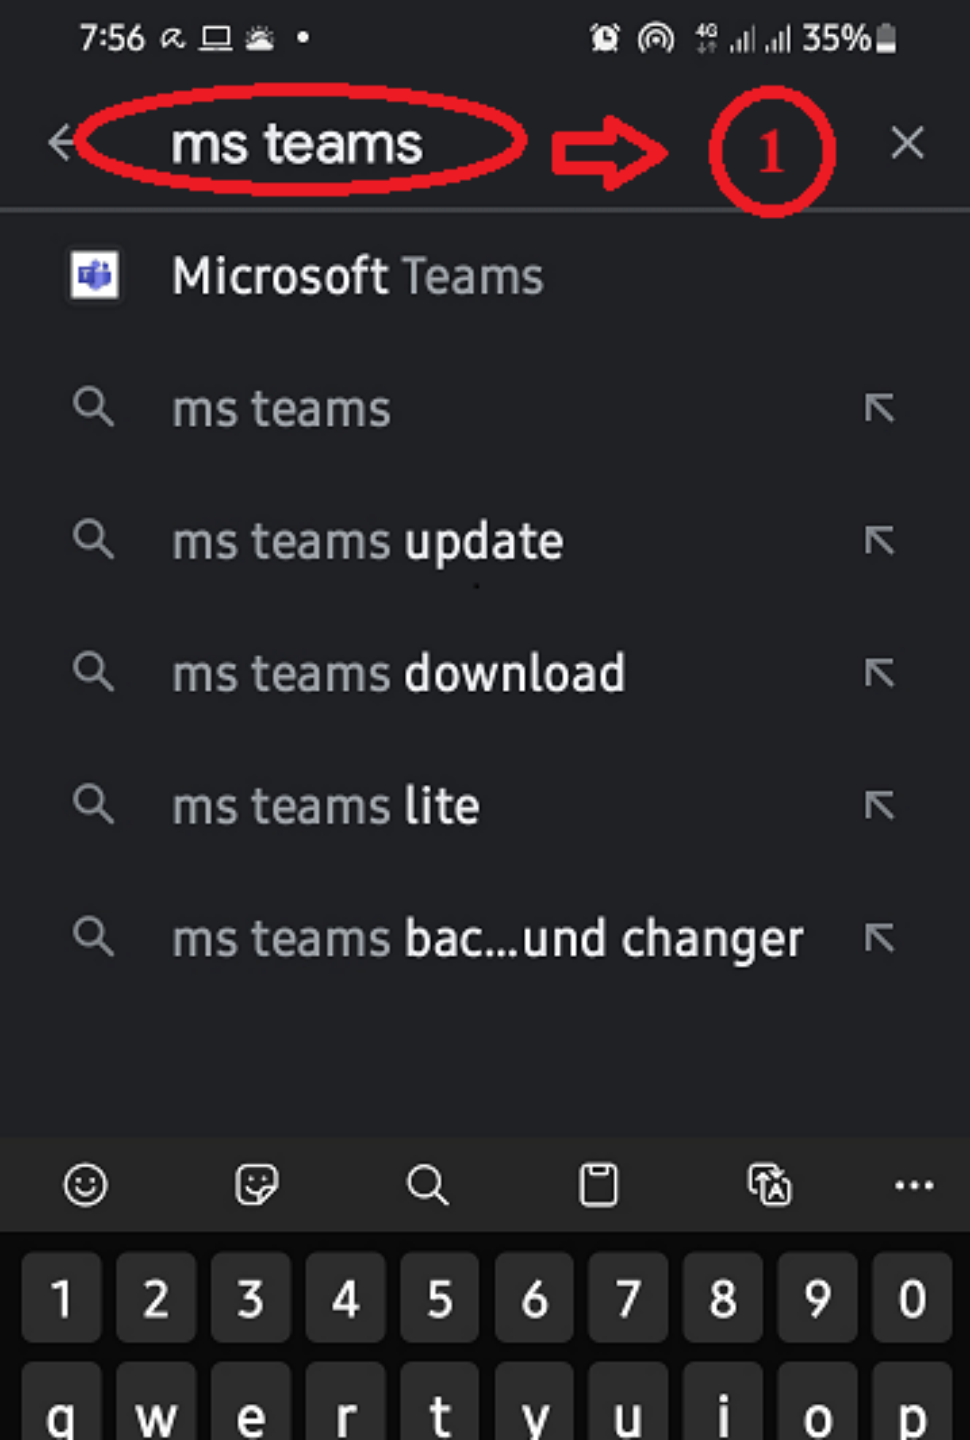 7:56 4G 35%
ms teams 1
Microsoft Teams
ms teams
ms teams update
ms teams download
ms teams lite
ms teams bac...und changer
1 2 3 4 5 6 7 8 9 0
q w e r t y u i o p